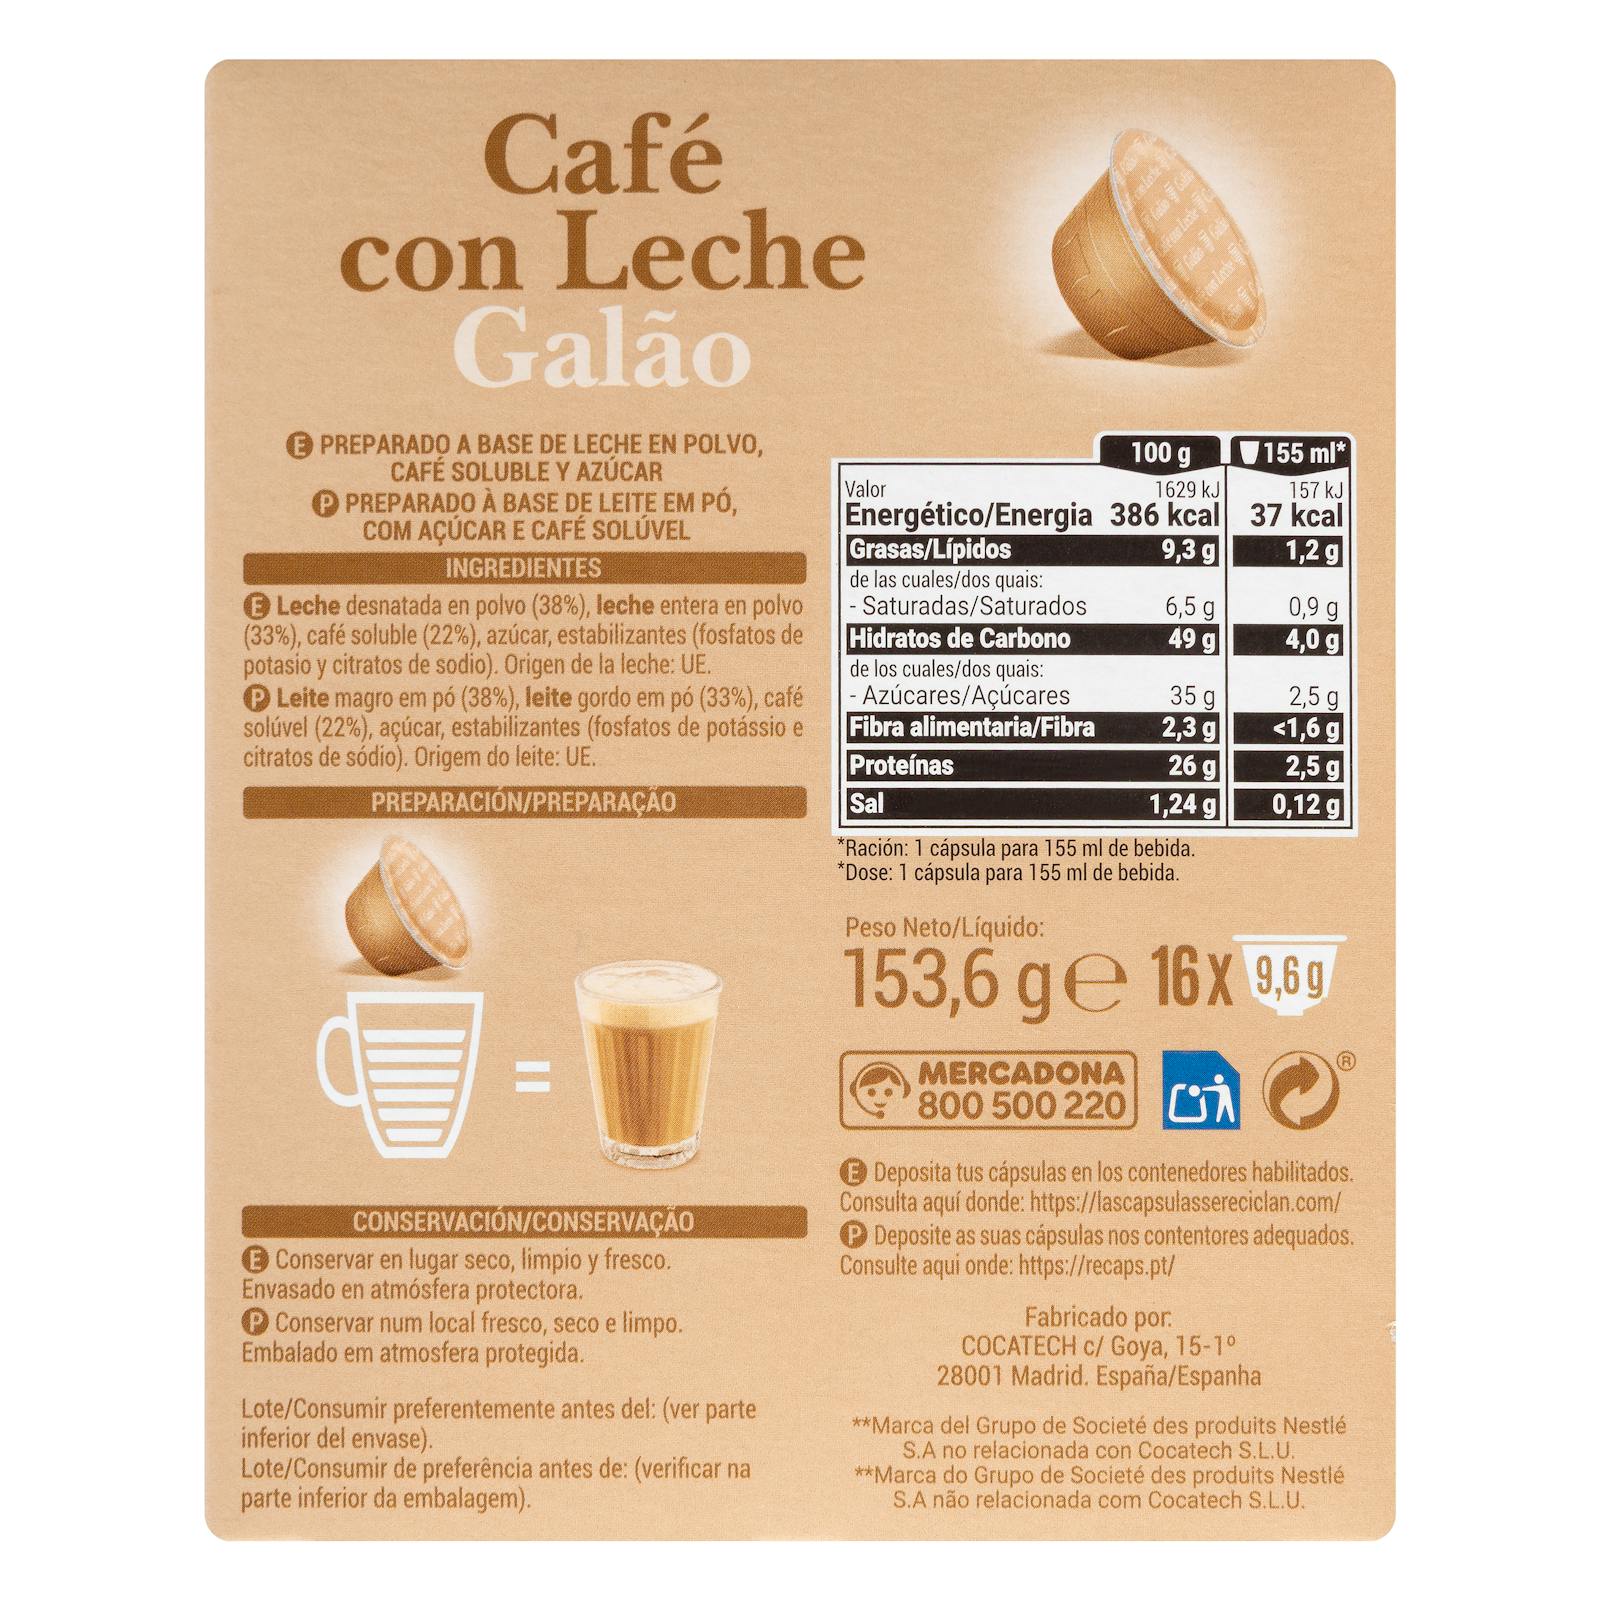 Café
con Leche
Galão
E PREPARADO A BASE DE LECHE EN POLVO,
CAFÉ SOLUBLE Y AZÚCAR
P PREPARADO À BASE DE LEITE EM PÓ,
COM AÇÚCAR E CAFÉ SOLÚVEL
INGREDIENTES
E Leche desnatada en polvo (38%), leche entera en polvo
(33%), café soluble (22%), azúcar, estabilizantes (fosfatos de
potasio y citratos de sodio). Origen de la leche: UE.
P Leite magro em pó (38%), leite gordo em pó (33%), café
solúvel (22%), açúcar, estabilizantes (fosfatos de potássio e
citratos de sódio). Origem do leite: UE.
PREPARACIÓN/PREPARAÇÃO
=
CONSERVACIÓN/CONSERVAÇÃO
E Conservar en lugar seco, limpio y fresco.
Envasado en atmósfera protectora.
P Conservar num local fresco, seco e limpo.
Embalado em atmosfera protegida.
Lote/Consumir preferentemente antes del: (ver parte
inferior del envase).
Lote/Consumir de preferência antes de: (verificar na
parte inferior da embalagem).
100 g 155 ml*
Valor 1629 kJ 157 kJ
Energético/Energia 386 kcal 37 kcal
Grasas/Lípidos 9,3 g 1,2 g
de las cuales/dos quais:
- Saturadas/Saturados 6,5 g 0,9 g
Hidratos de Carbono 49 g 4,0 g
de los cuales/dos quais:
- Azúcares/Açúcares 35 g 2,5 g
Fibra alimentaria/Fibra 2,3 g <1,6 g
Proteínas 26 g 2,5 g
Sal 1,24 g 0,12 g
*Ración: 1 cápsula para 155 ml de bebida.
*Dose: 1 cápsula para 155 ml de bebida.
Peso Neto/Líquido:
153,6 g ℮ 16x 9,6 g
MERCADONA
800 500 220
®
E Deposita tus cápsulas en los contenedores habilitados.
Consulta aquí donde: https://lascapsulassereciclan.com/
P Deposite as suas cápsulas nos contentores adequados.
Consulte aqui onde: https://recaps.pt/
Fabricado por:
COCATECH c/ Goya, 15-1º
28001 Madrid. España/Espanha
**Marca del Grupo de Societé des produits Nestlé
S.A no relacionada con Cocatech S.L.U.
**Marca do Grupo de Societé des produits Nestlé
S.A não relacionada com Cocatech S.L.U.